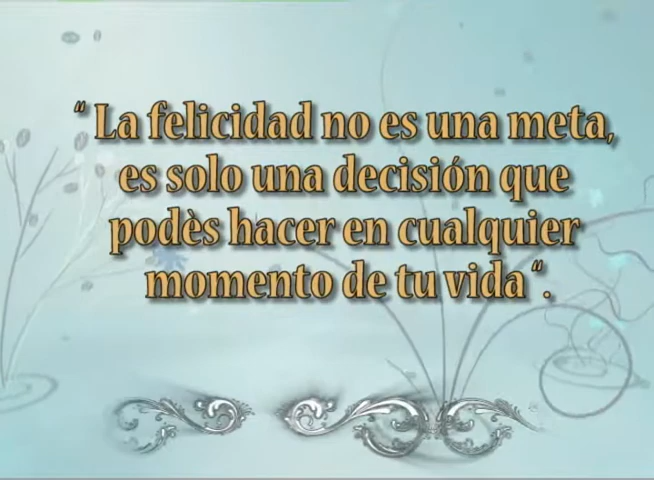 “ La felicidad no es una meta,
es solo una decisión que
podès hacer en cualquier
momento de tu vida “.